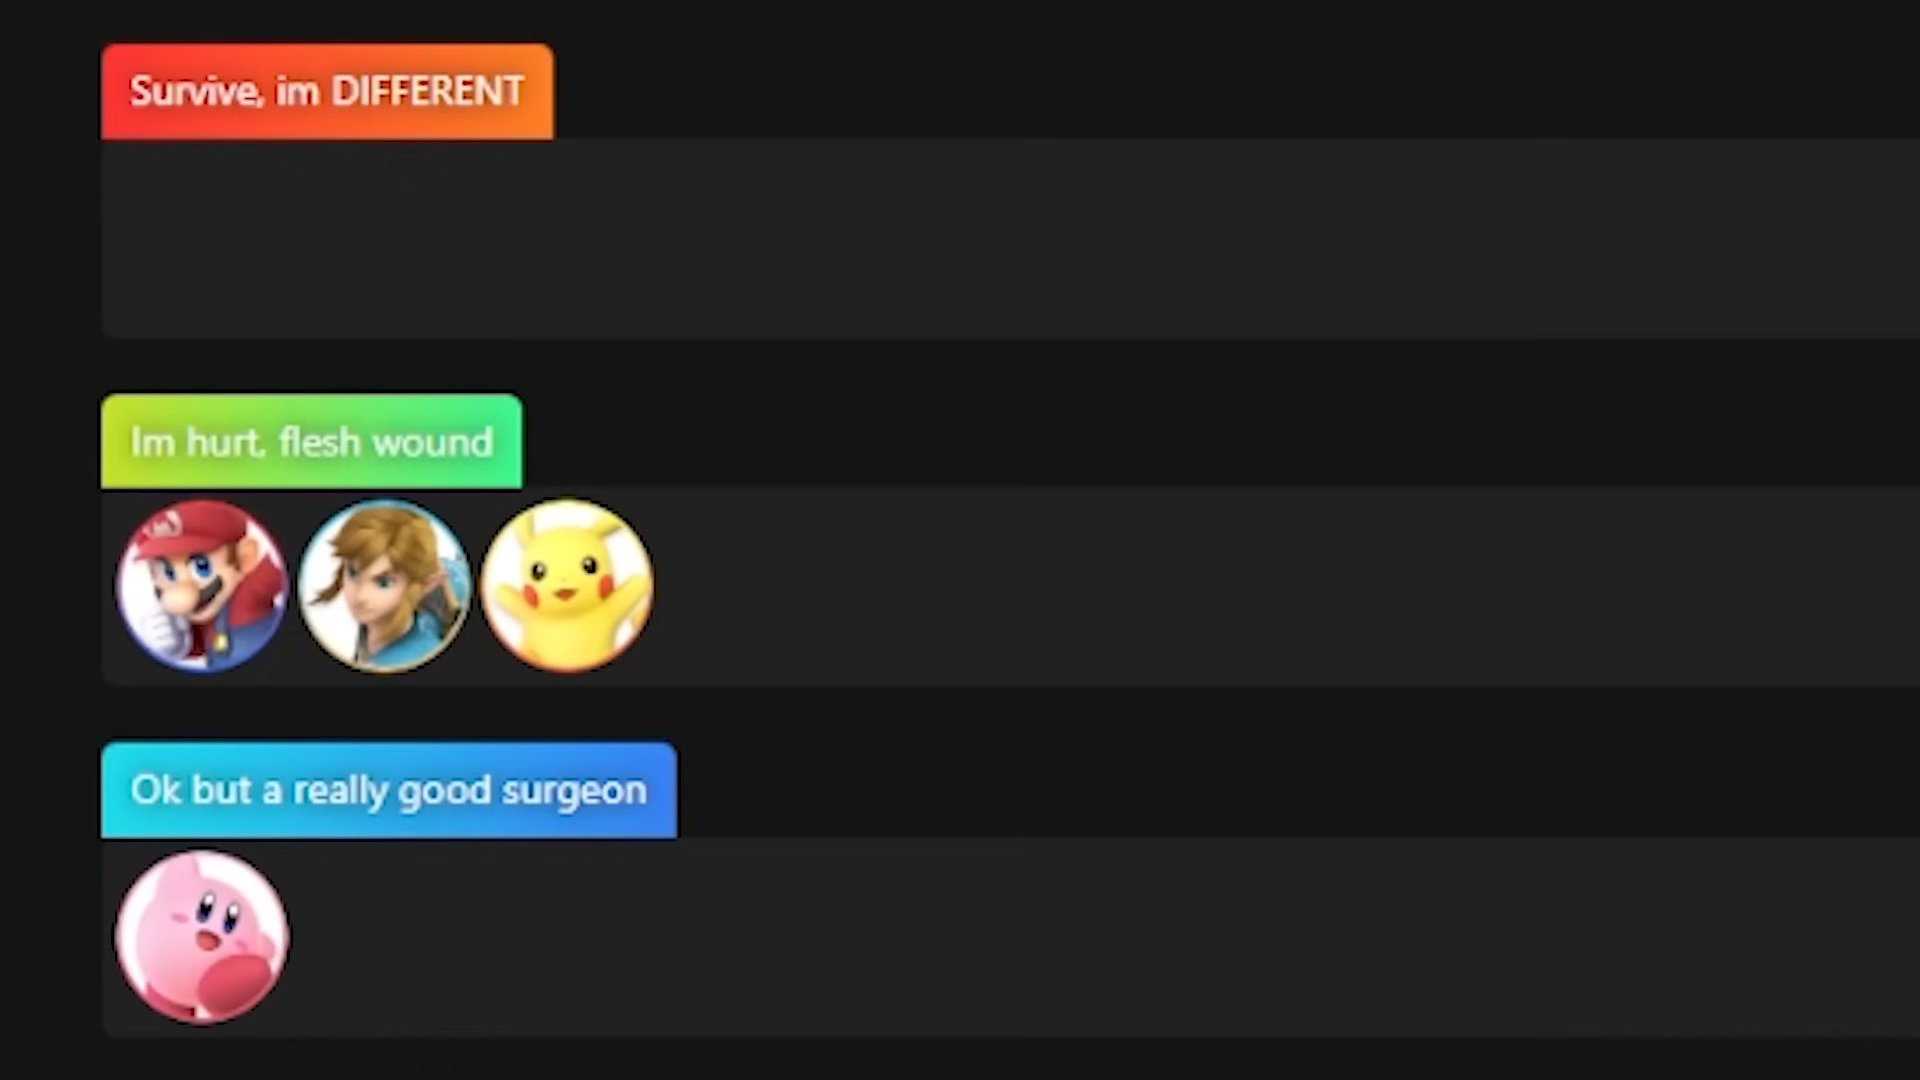 Survive, im DIFFERENT
Im hurt, flesh wound
Ok but a really good surgeon